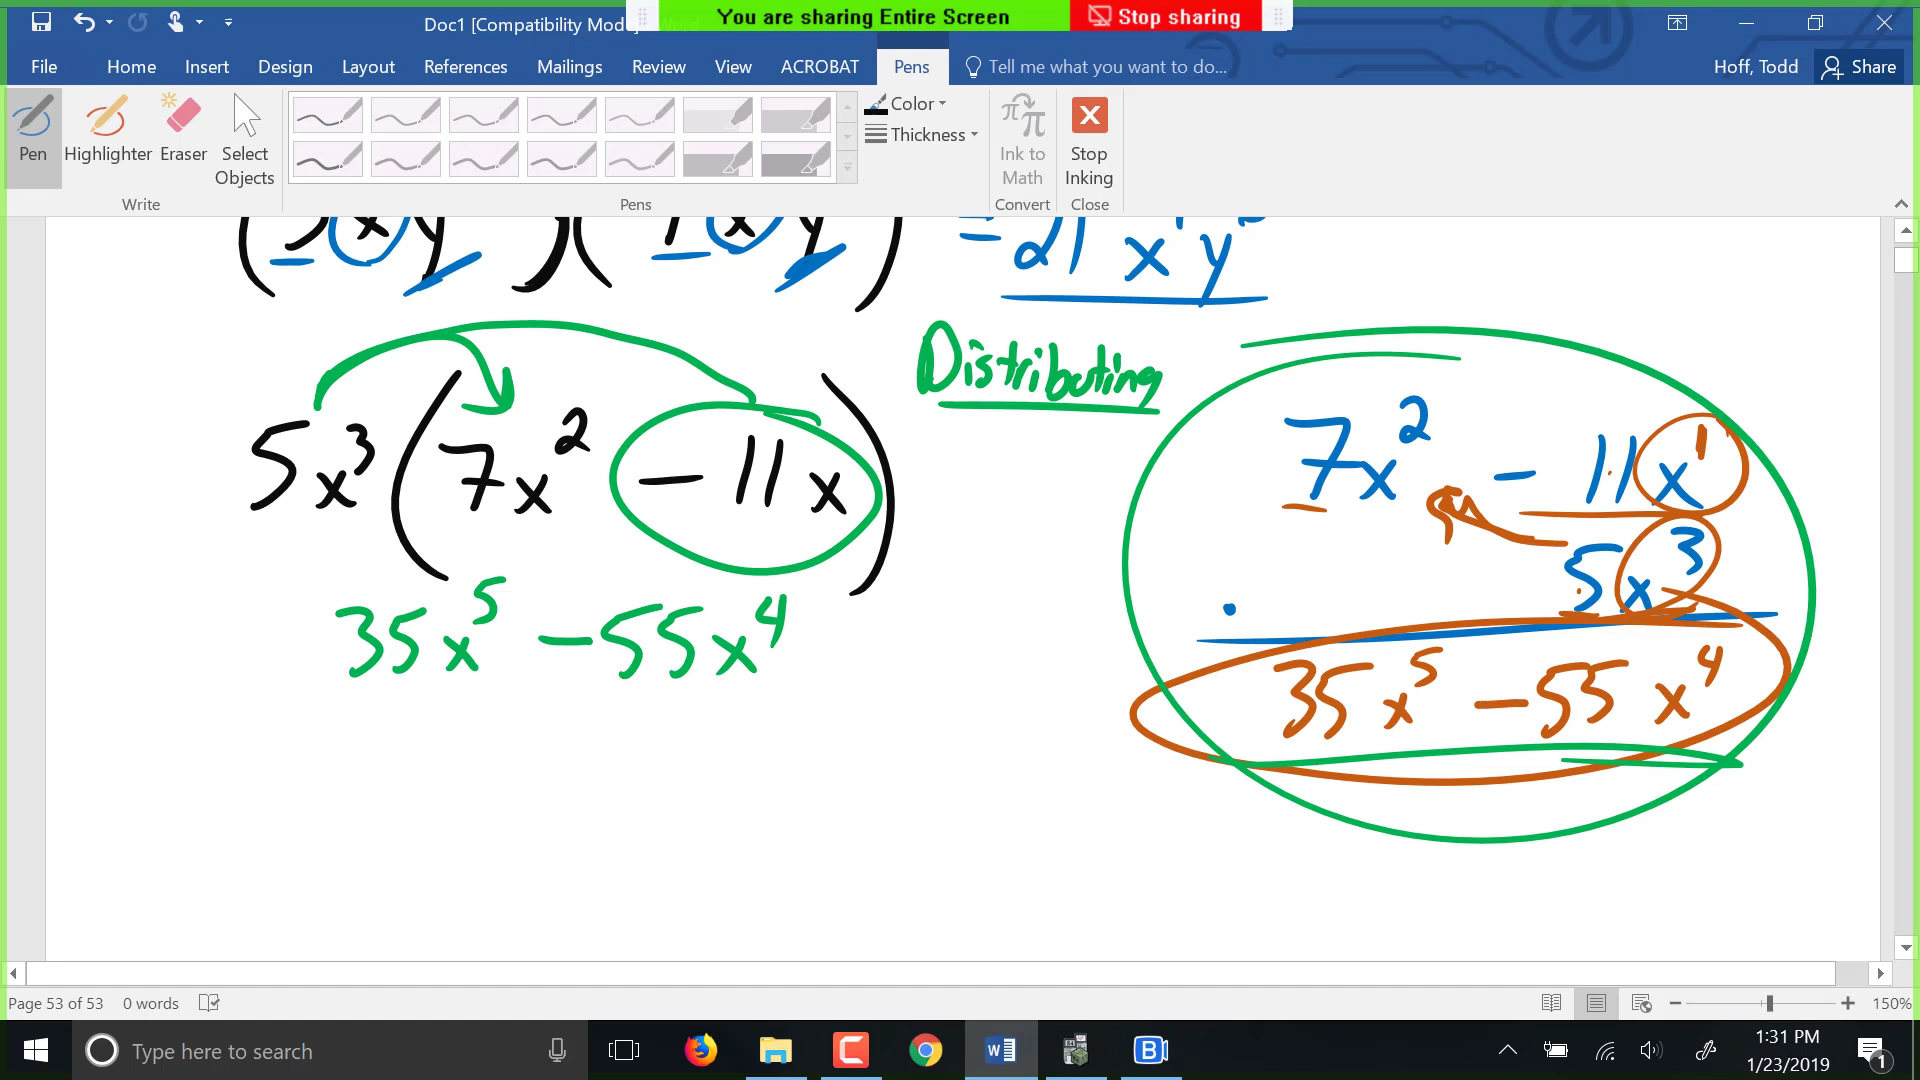 You are sharing Entire Screen Stop sharing
Doc1 [Compatibility Mod
File Home Insert Design Layout References Mailings Review View ACROBAT Pens Tell me what you want to do... Hoff, Todd Share
Pen Highlighter Eraser Select Objects
Color
Thickness
Ink to Math
Stop Inking
Write Pens Convert Close
= 21 x y
Distributing
5x³(7x² - 11x)
35x⁵ - 55x⁴
7x² - 11x¹
· 5x³
35x⁵ - 55x⁴
Page 53 of 53 0 words 150%
Type here to search
1:31 PM
1/23/2019
1